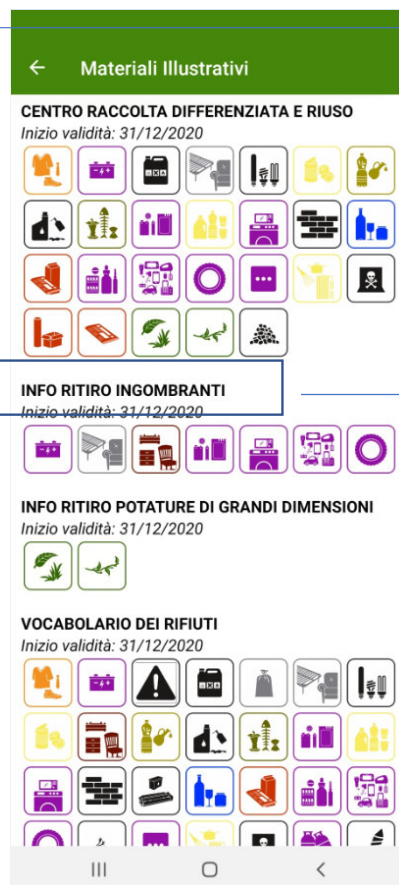 Materiali Illustrativi
CENTRO RACCOLTA DIFFERENZIATA E RIUSO
Inizio validità: 31/12/2020
INFO RITIRO INGOMBRANTI
Inizio validità: 31/12/2020
INFO RITIRO POTATURE DI GRANDI DIMENSIONI
Inizio validità: 31/12/2020
VOCABOLARIO DEI RIFIUTI
Inizio validità: 31/12/2020